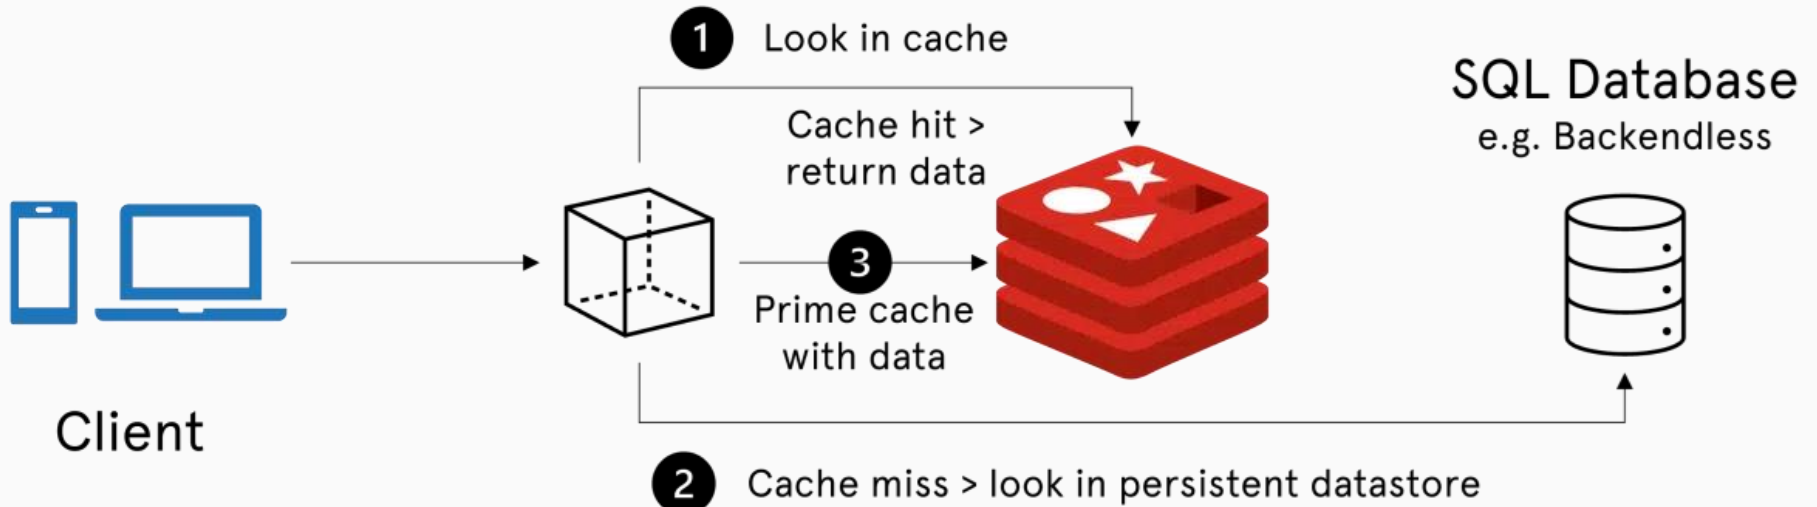 1 Look in cache
Cache hit >
return data
SQL Database
e.g. Backendless
3
Prime cache
with data
Client
2 Cache miss > look in persistent datastore